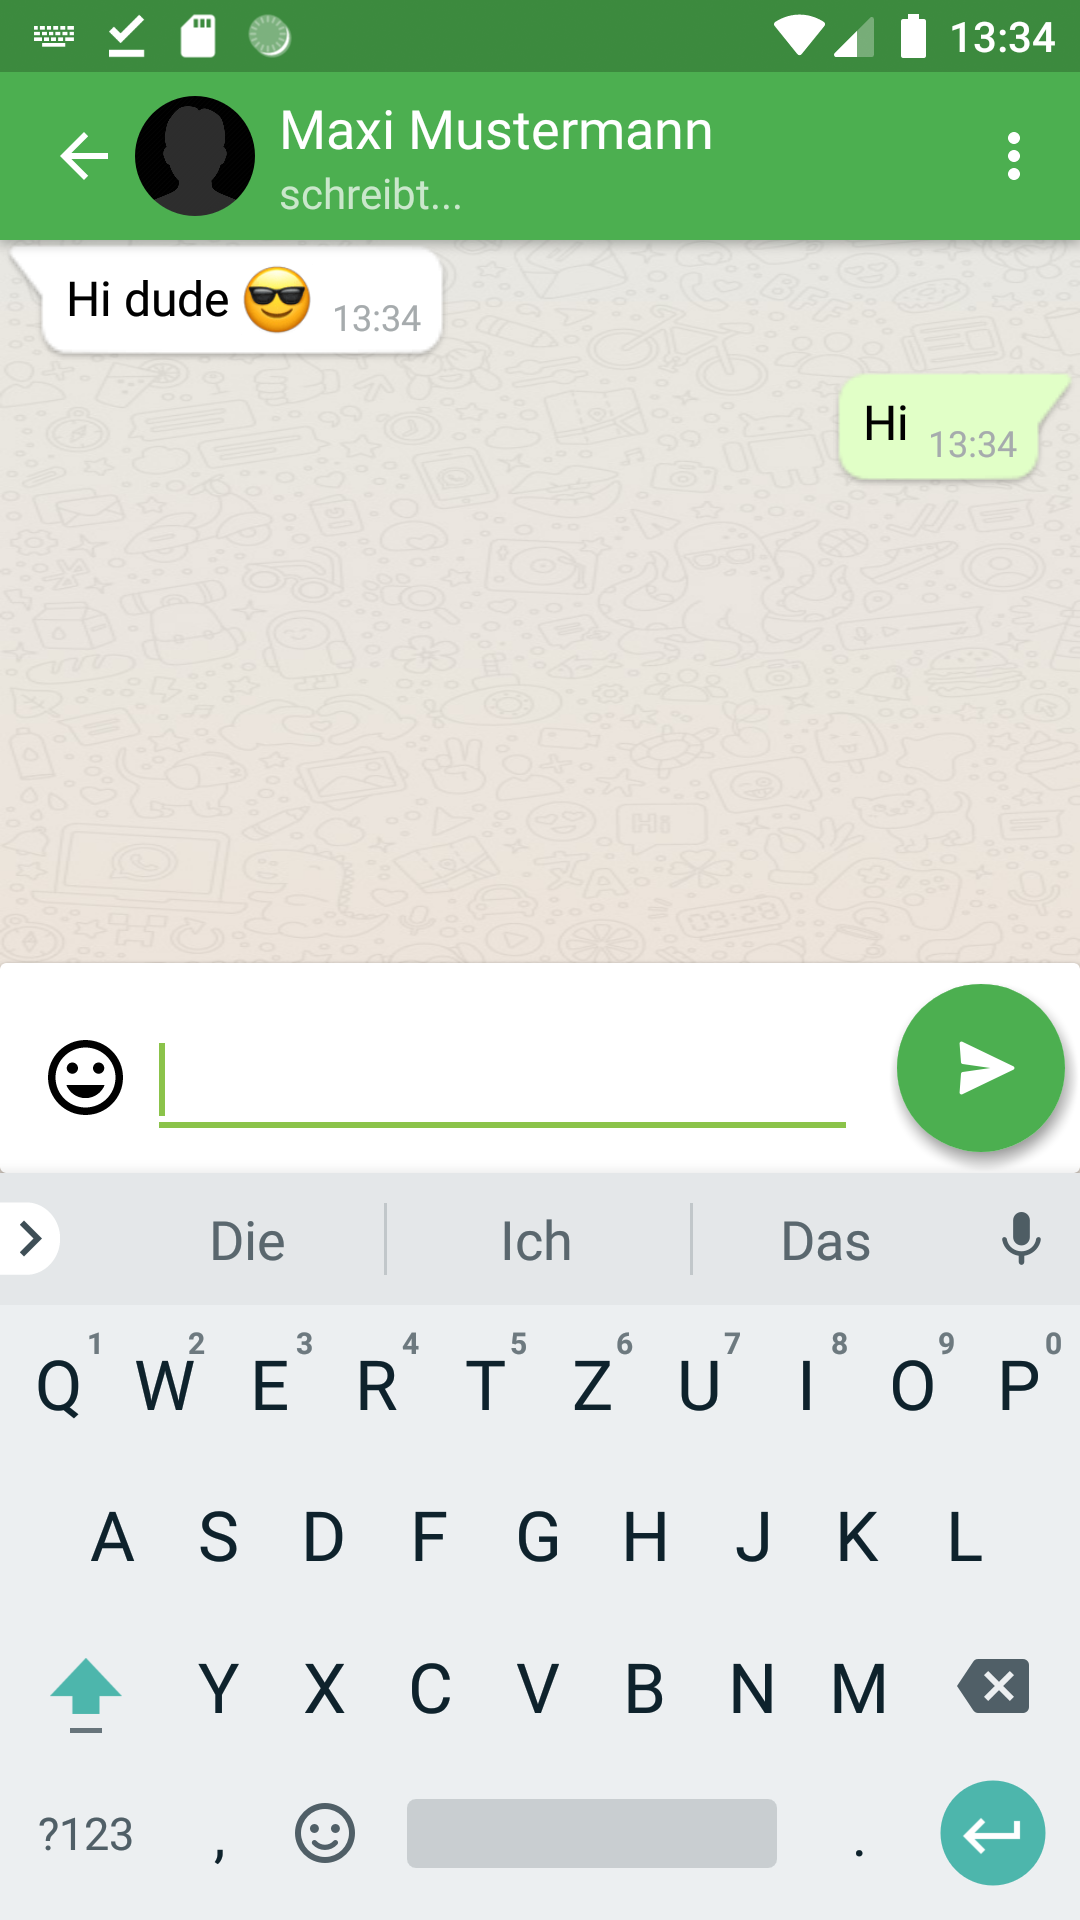 13:34
Maxi Mustermann
schreibt...
Hi dude 😎 13:34
Hi 13:34
Die Ich Das
1 2 3 4 5 6 7 8 9 0
Q W E R T Z U I O P
A S D F G H J K L
Y X C V B N M
?123 , .